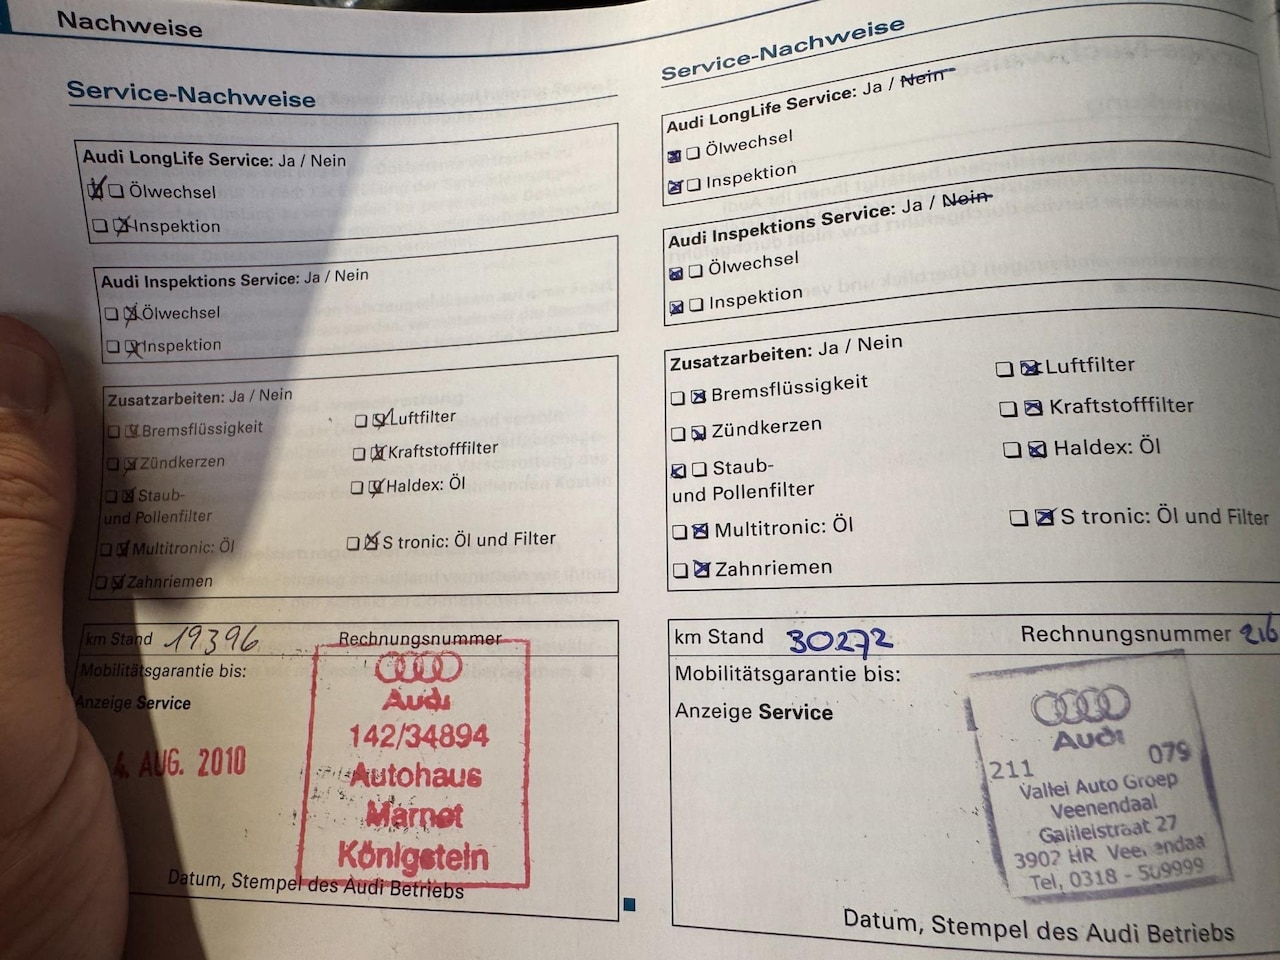 Nachweise
Service-Nachweise
Audi LongLife Service: Ja / Nein
Ölwechsel
Inspektion
Audi Inspektions Service: Ja / Nein
Ölwechsel
Inspektion
Zusatzarbeiten: Ja / Nein
Bremsflüssigkeit
Zündkerzen
Staub-
und Pollenfilter
Multitronic: Öl
Zahnriemen
Luftfilter
Kraftstofffilter
Haldex: Öl
S tronic: Öl und Filter
km Stand 19396 Rechnungsnummer
Mobilitätsgarantie bis:
Anzeige Service
4. AUG. 2010
Audi
142/34894
Autohaus
Marnet
Königstein
Datum, Stempel des Audi Betriebs
Service-Nachweise
Audi LongLife Service: Ja / Nein
Ölwechsel
Inspektion
Audi Inspektions Service: Ja / Nein
Ölwechsel
Inspektion
Zusatzarbeiten: Ja / Nein
Bremsflüssigkeit
Zündkerzen
Staub-
und Pollenfilter
Multitronic: Öl
Zahnriemen
Luftfilter
Kraftstofffilter
Haldex: Öl
S tronic: Öl und Filter
km Stand 30272 Rechnungsnummer 216
Mobilitätsgarantie bis:
Anzeige Service
Audi
211 079
Vallei Auto Groep
Veenendaal
Galileistraat 27
3902 HR
Tel, 0318 - 509999
Datum, Stempel des Audi Betriebs